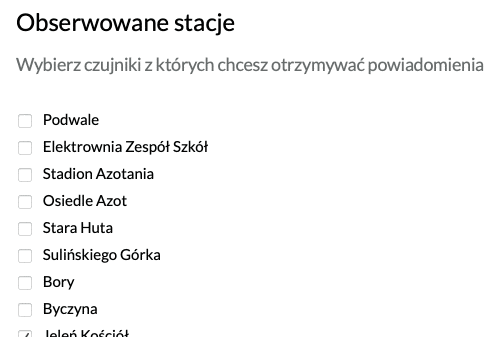 Obserwowane stacje
Wybierz czujniki z których chcesz otrzymywać powiadomienia
Podwale
Elektrownia Zespół Szkół
Stadion Azotania
Osiedle Azot
Stara Huta
Sulińskiego Górka
Bory
Byczyna
Jeleń Kościół